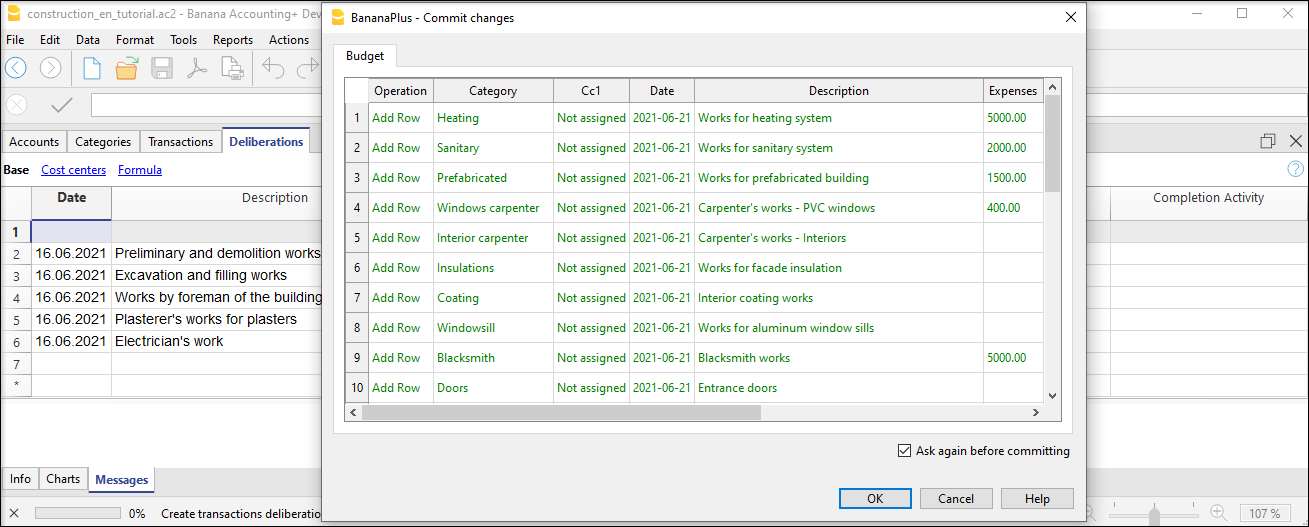 construction_en_tutorial.ac2 - Banana Accounting+ Dev
File Edit Data Format Tools Reports Actions
Accounts Categories Transactions Deliberations
Base Cost centers Formula
Date Description Completion Activity
1
2 16.06.2021 Preliminary and demolition works
3 16.06.2021 Excavation and filling works
4 16.06.2021 Works by foreman of the building
5 16.06.2021 Plasterer's works for plasters
6 16.06.2021 Electrician's work
7
*
Info Charts Messages
0% Create transactions deliberatio
107 %
BananaPlus - Commit changes
Budget
Operation Category Cc1 Date Description Expenses
1 Add Row Heating Not assigned 2021-06-21 Works for heating system 5000.00
2 Add Row Sanitary Not assigned 2021-06-21 Works for sanitary system 2000.00
3 Add Row Prefabricated Not assigned 2021-06-21 Works for prefabricated building 1500.00
4 Add Row Windows carpenter Not assigned 2021-06-21 Carpenter's works - PVC windows 400.00
5 Add Row Interior carpenter Not assigned 2021-06-21 Carpenter's works - Interiors
6 Add Row Insulations Not assigned 2021-06-21 Works for facade insulation
7 Add Row Coating Not assigned 2021-06-21 Interior coating works
8 Add Row Windowsill Not assigned 2021-06-21 Works for aluminum window sills
9 Add Row Blacksmith Not assigned 2021-06-21 Blacksmith works 5000.00
10 Add Row Doors Not assigned 2021-06-21 Entrance doors
Ask again before committing
OK Cancel Help